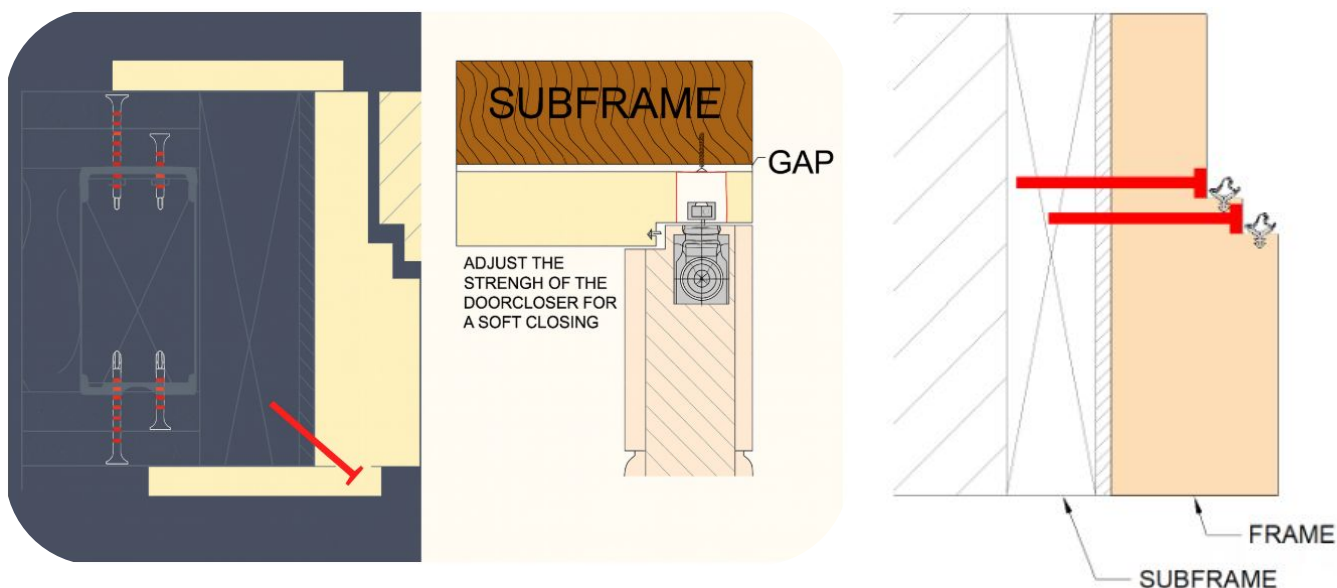 SUBFRAME
GAP
ADJUST THE
STRENGH OF THE
DOORCLOSER FOR
A SOFT CLOSING
FRAME
SUBFRAME